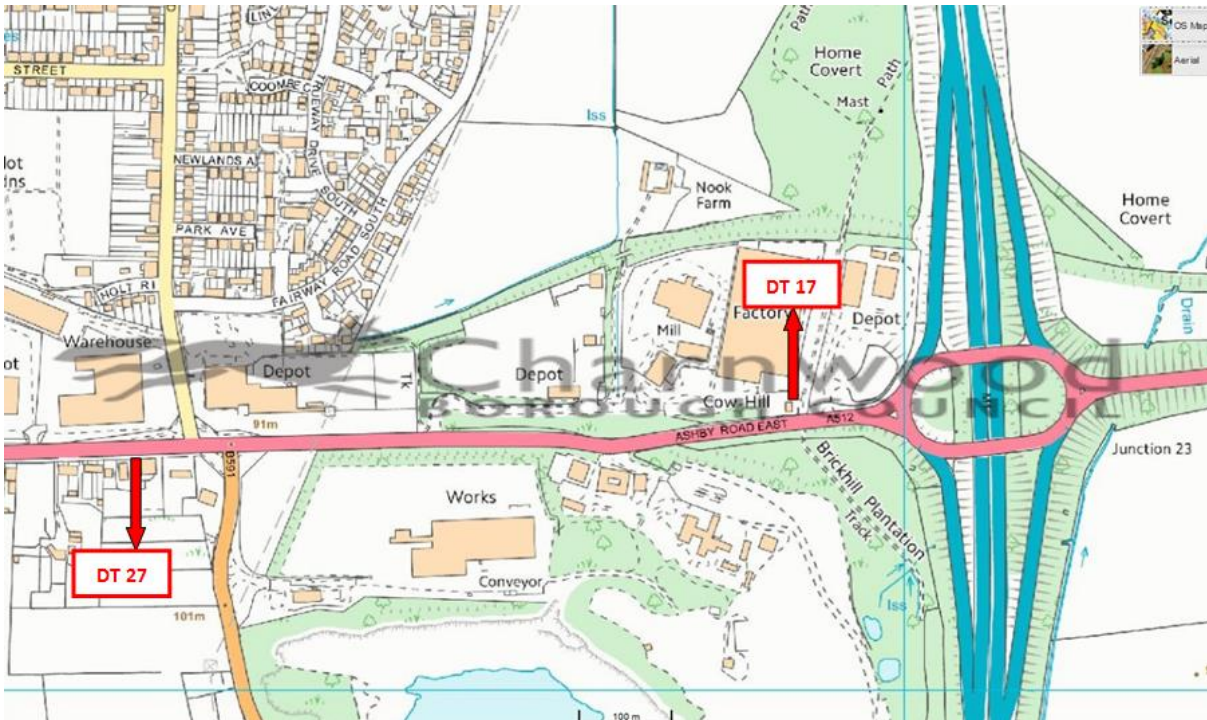 STREET
COOMBE C
TRUEWAY DRIVE SOUTH
NEWLANDS A
PARK AVE
FAIRWAY ROAD SOUTH
HOLT RI
Iss
Path
Home
Covert
Path
Mast
OS Map
Aerial
Nook
Farm
Home
Covert
DT 17
Factory
Mill
Depot
Drain
Warehouse
Depot
Depot
Tk
Charnwood
BOROUGH COUNCIL
Cow Hill
91m
ASHBY ROAD EAST
A512
B591
Junction 23
Works
Brickhill Plantation
Track
DT 27
Conveyor
Iss
101m
100 m